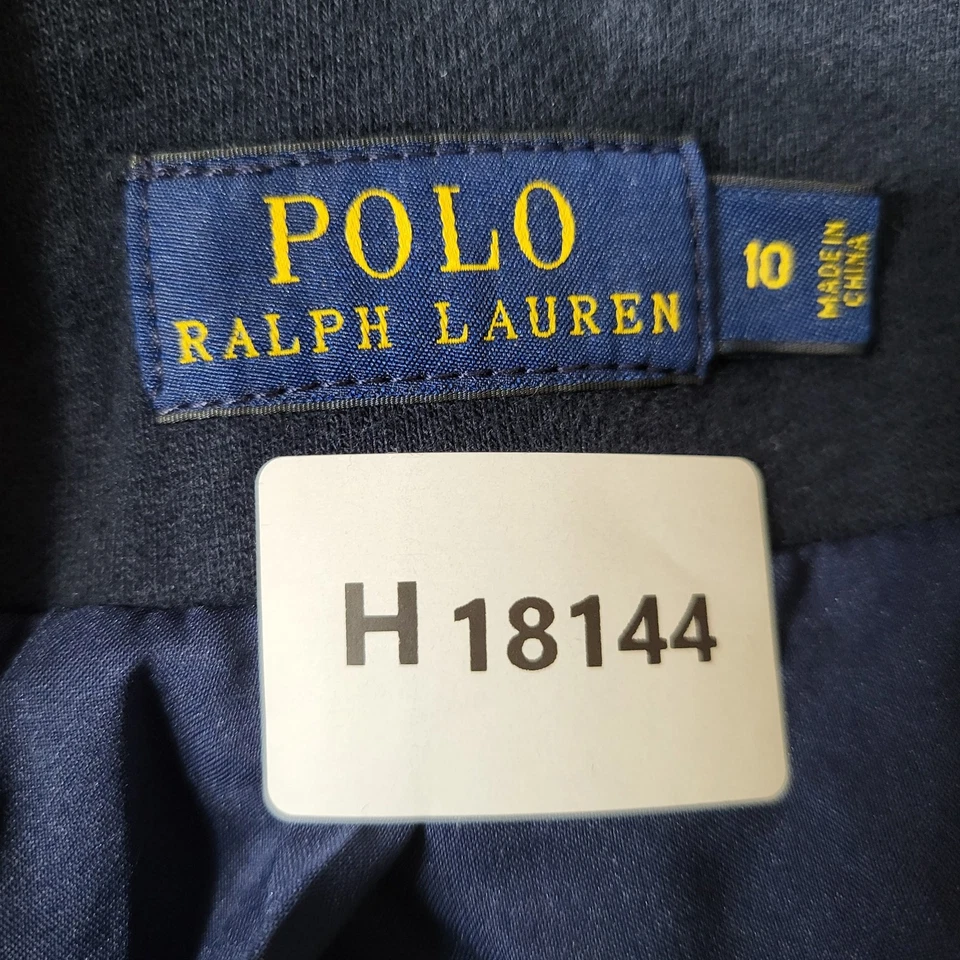 POLO
RALPH LAUREN
10
MADE IN
CHINA
H 18144